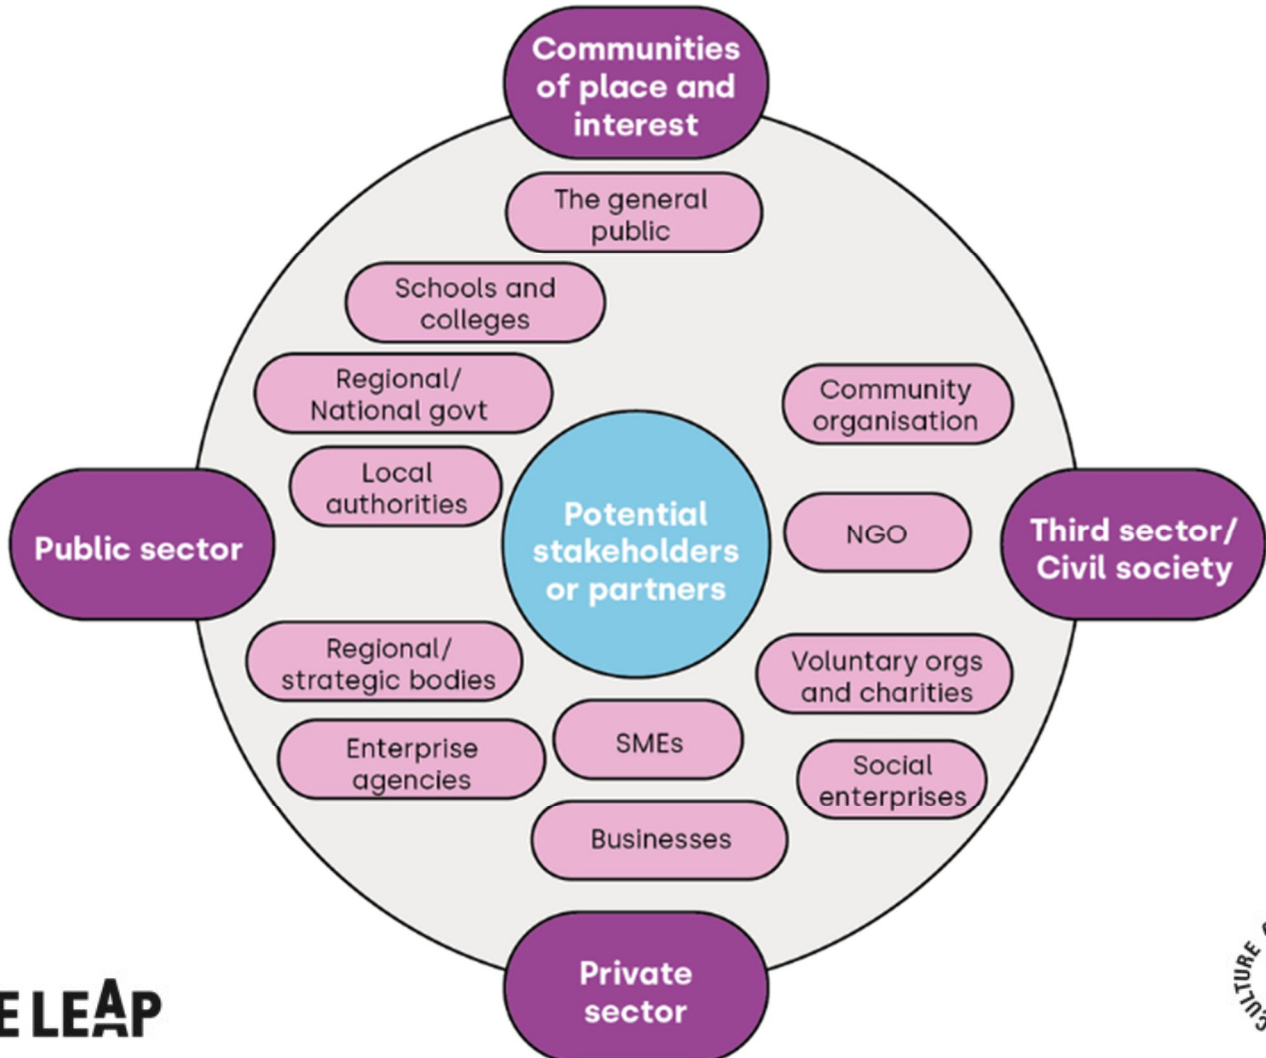 Communities
of place and
interest
The general
public
Schools and
colleges
Regional/
National govt
Community
organisation
Local
authorities
Public sector
Potential
stakeholders
or partners
NGO
Third sector/
Civil society
Regional/
strategic bodies
Voluntary orgs
and charities
Enterprise
agencies
SMEs
Social
enterprises
Businesses
Private
sector
E LEAP
CULTURE